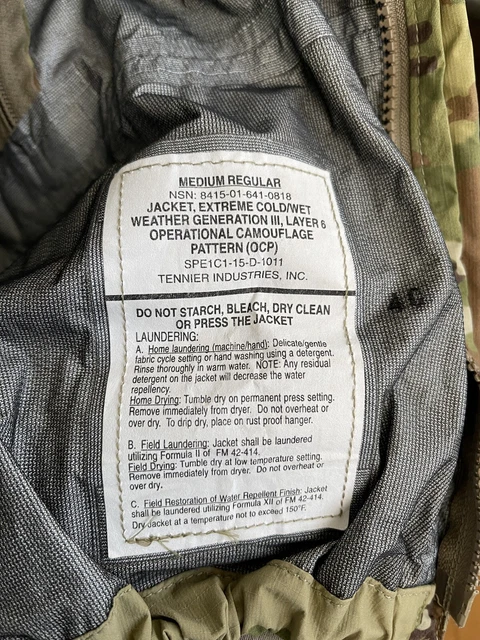 MEDIUM REGULAR
NSN: 8415-01-641-0818
JACKET, EXTREME COLD/WET
WEATHER GENERATION III, LAYER 6
OPERATIONAL CAMOUFLAGE
PATTERN (OCP)
SPE1C1-15-D-1011
TENNIER INDUSTRIES, INC.
DO NOT STARCH, BLEACH, DRY CLEAN
OR PRESS THE JACKET
LAUNDERING:
A. Home laundering (machine/hand): Delicate/gentle
fabric cycle setting or hand washing using a detergent.
Rinse thoroughly in warm water. NOTE: Any residual
detergent on the jacket will decrease the water
repellency.
Home Drying: Tumble dry on permanent press setting.
Remove immediately from dryer. Do not overheat or
over dry. To drip dry, place on rust proof hanger.
B. Field Laundering: Jacket shall be laundered
utilizing Formula II of FM 42-414.
Field Drying: Tumble dry at low temperature setting.
Remove immediately from dryer. Do not overheat or
over dry.
C. Field Restoration of Water Repellent Finish: Jacket
shall be laundered utilizing Formula XII of FM 42-414.
Dry Jacket at a temperature not to exceed 150°F.